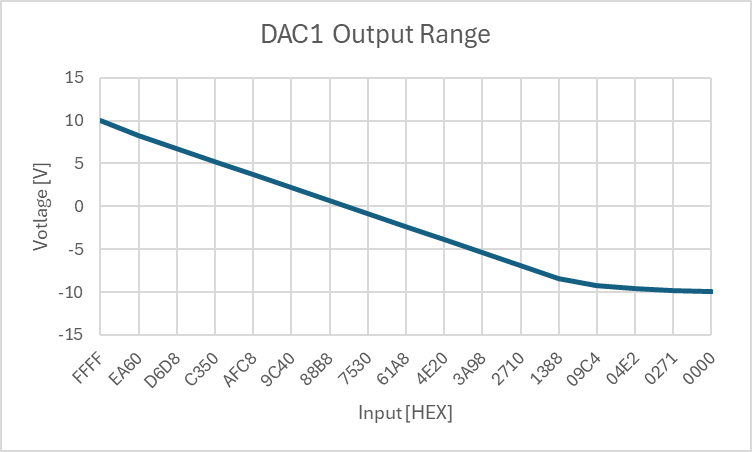 DAC1 Output Range
15
10
5
0
-5
-10
-15
Votlage [V]
FFFF
EA60
D6D8
C350
AFC8
9C40
88B8
7530
61A8
4E20
3A98
2710
1388
09C4
04E2
0271
0000
Input [HEX]